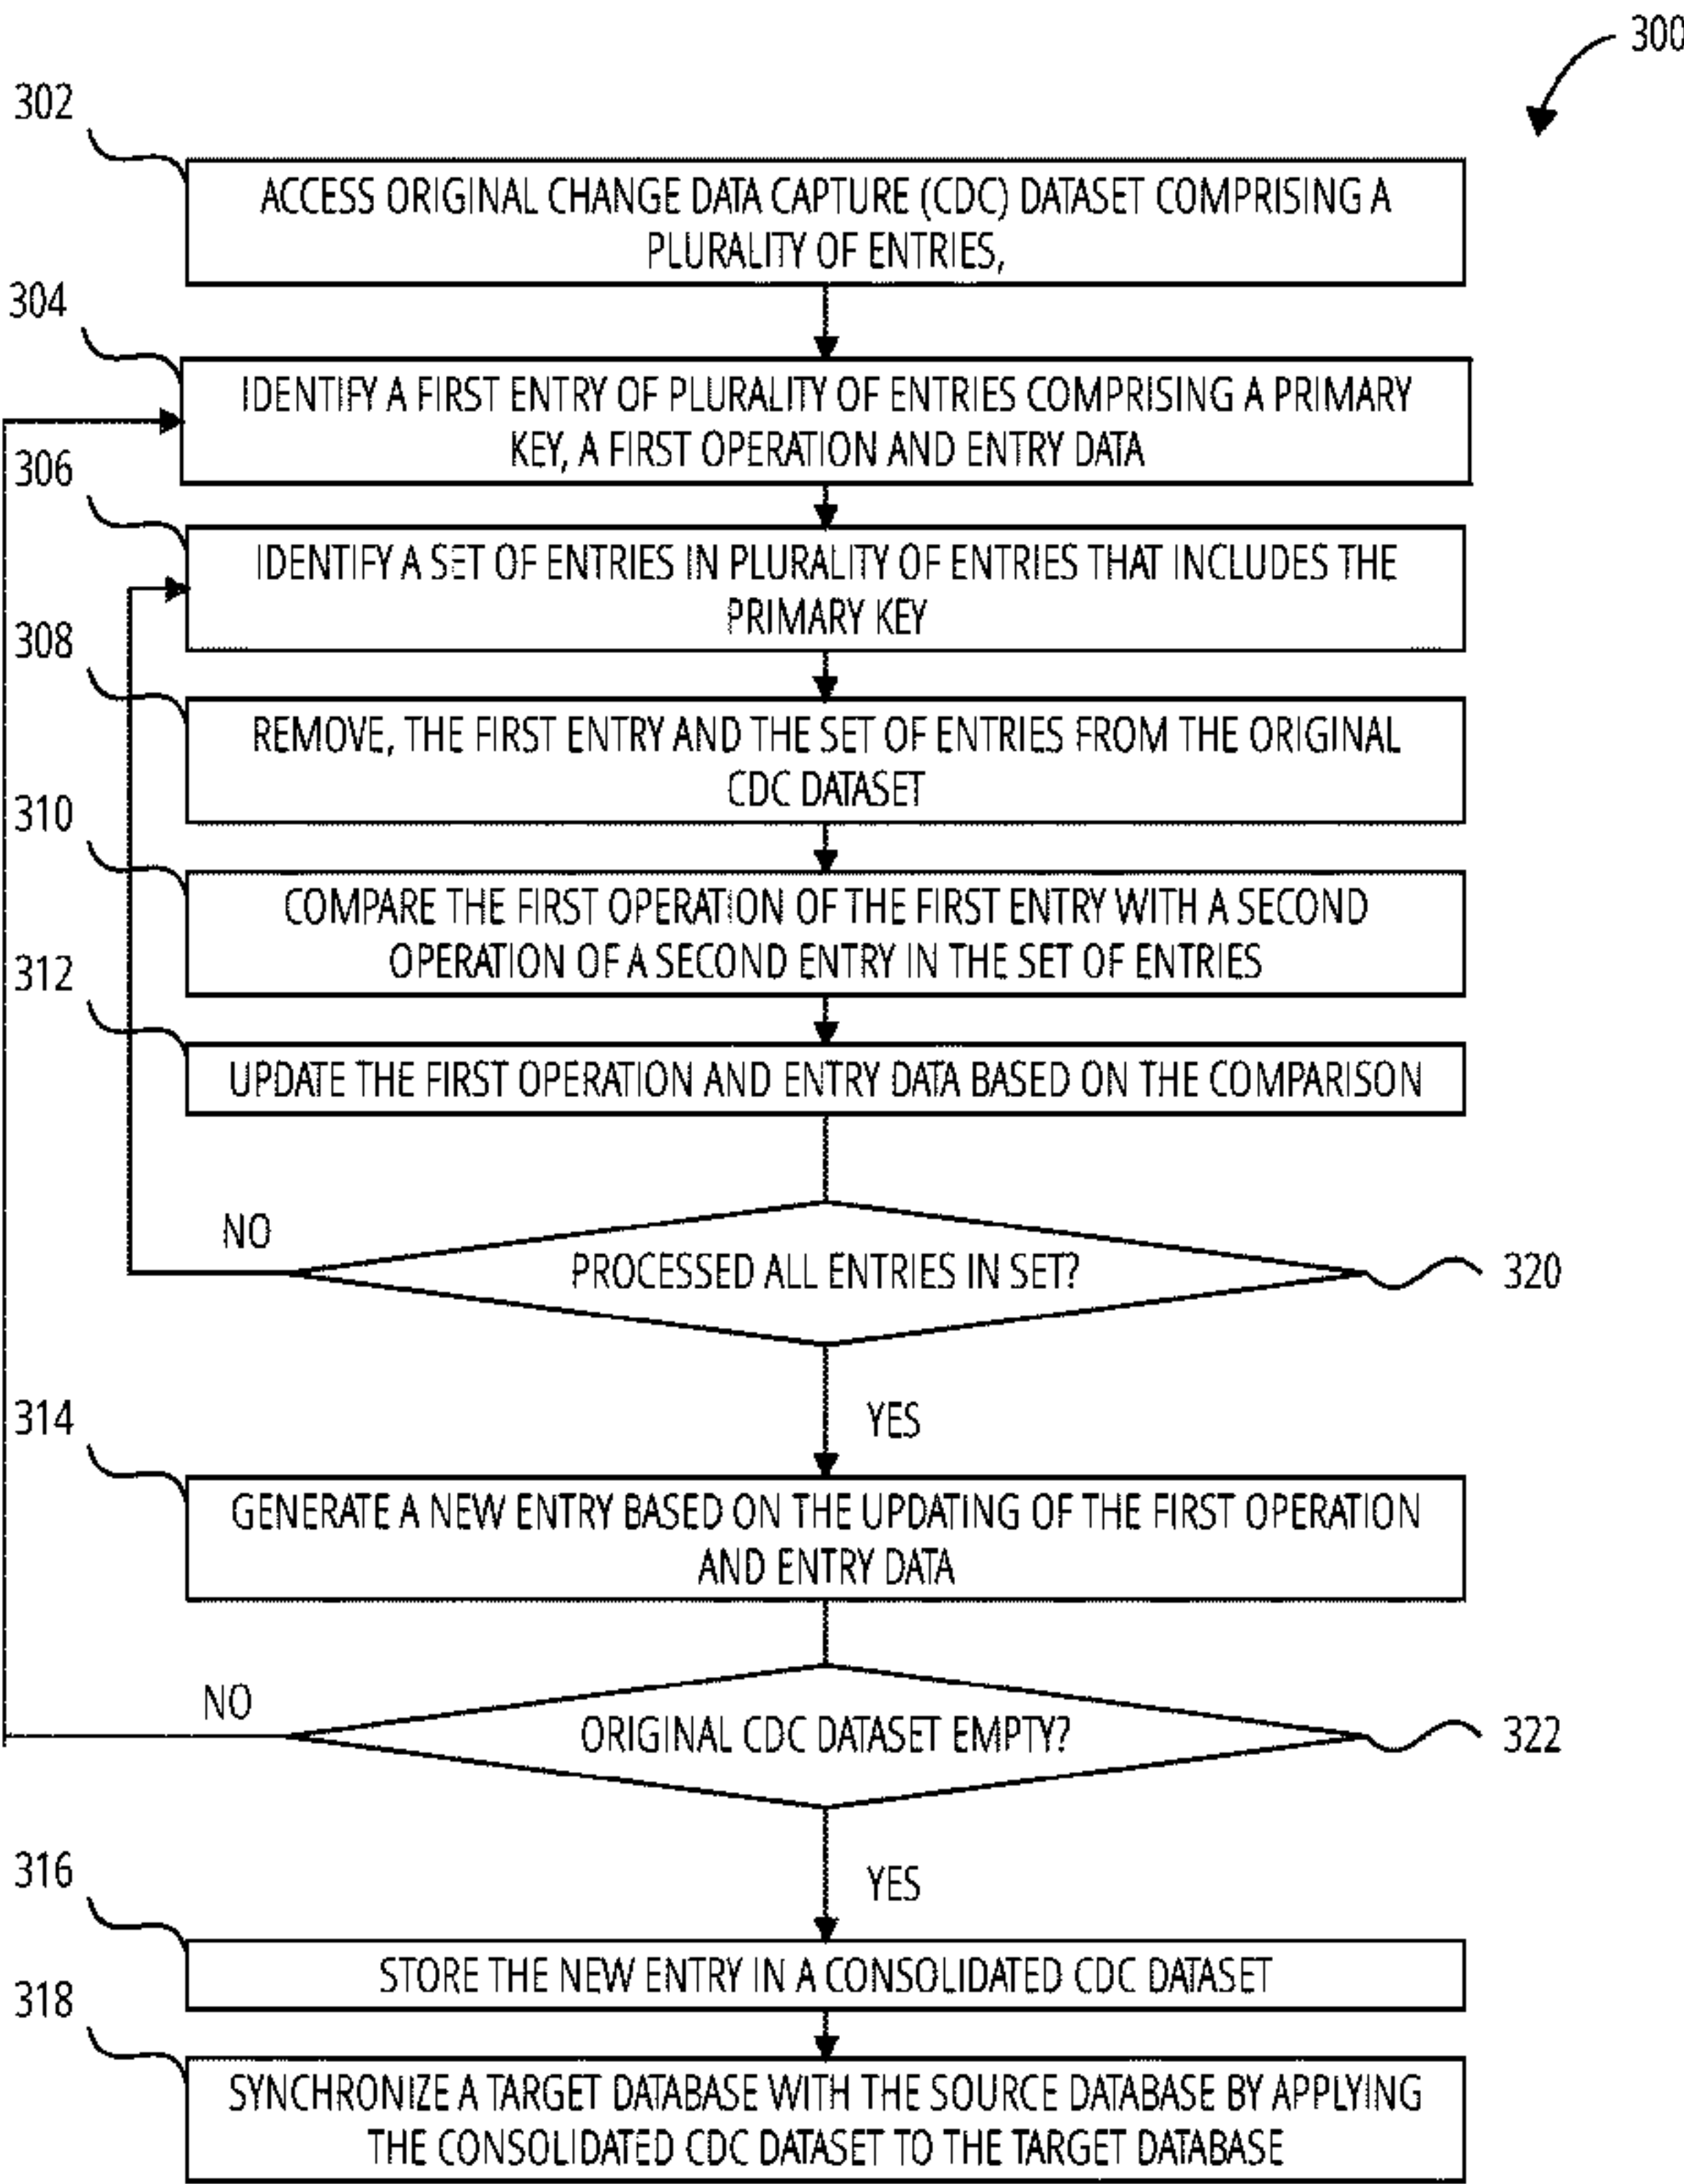 300
302
ACCESS ORIGINAL CHANGE DATA CAPTURE (CDC) DATASET COMPRISING A
PLURALITY OF ENTRIES,
304
IDENTIFY A FIRST ENTRY OF PLURALITY OF ENTRIES COMPRISING A PRIMARY
KEY, A FIRST OPERATION AND ENTRY DATA
306
IDENTIFY A SET OF ENTRIES IN PLURALITY OF ENTRIES THAT INCLUDES THE
PRIMARY KEY
308
REMOVE, THE FIRST ENTRY AND THE SET OF ENTRIES FROM THE ORIGINAL
CDC DATASET
310
COMPARE THE FIRST OPERATION OF THE FIRST ENTRY WITH A SECOND
OPERATION OF A SECOND ENTRY IN THE SET OF ENTRIES
312
UPDATE THE FIRST OPERATION AND ENTRY DATA BASED ON THE COMPARISON
NO
PROCESSED ALL ENTRIES IN SET?
320
YES
314
GENERATE A NEW ENTRY BASED ON THE UPDATING OF THE FIRST OPERATION
AND ENTRY DATA
NO
ORIGINAL CDC DATASET EMPTY?
322
YES
316
STORE THE NEW ENTRY IN A CONSOLIDATED CDC DATASET
318
SYNCHRONIZE A TARGET DATABASE WITH THE SOURCE DATABASE BY APPLYING
THE CONSOLIDATED CDC DATASET TO THE TARGET DATABASE